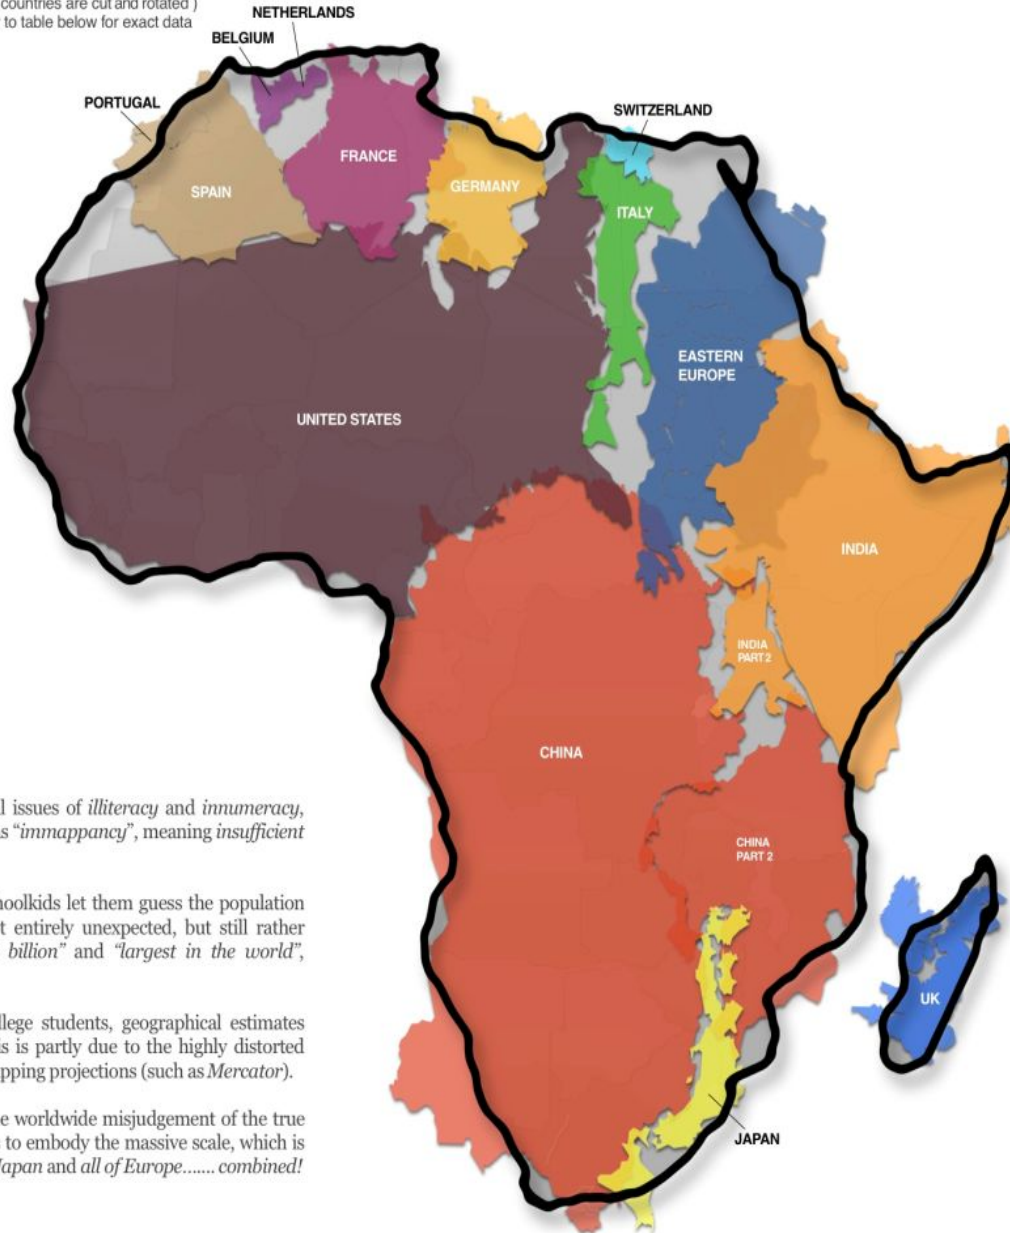 countries are cut and rotated )
to table below for exact data
NETHERLANDS
BELGIUM
PORTUGAL
SWITZERLAND
FRANCE
GERMANY
SPAIN
ITALY
EASTERN
EUROPE
UNITED STATES
INDIA
INDIA
PART 2
CHINA
CHINA
PART 2
UK
JAPAN
issues of illiteracy and innumeracy,
as “immappancy”, meaning insufficient
let them guess the population
entirely unexpected, but still rather
billion” and “largest in the world”,
students, geographical estimates
is partly due to the highly distorted
projections (such as Mercator).
worldwide misjudgement of the true
to embody the massive scale, which is
Japan and all of Europe....... combined!